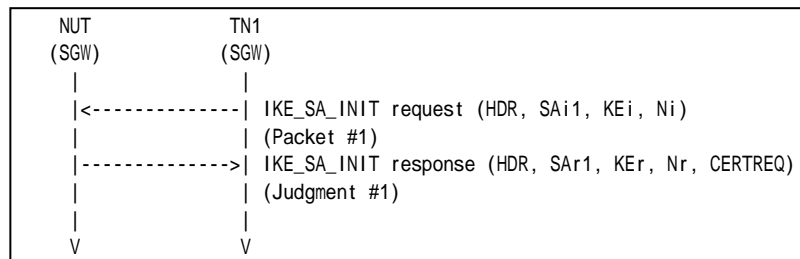 NUT TN1
(SGW) (SGW)
| |
|<--------------| IKE_SA_INIT request (HDR, SAi1, KEi, Ni)
| | (Packet #1)
|-------------->| IKE_SA_INIT response (HDR, SAr1, KEr, Nr, CERTREQ)
| | (Judgment #1)
| |
V V